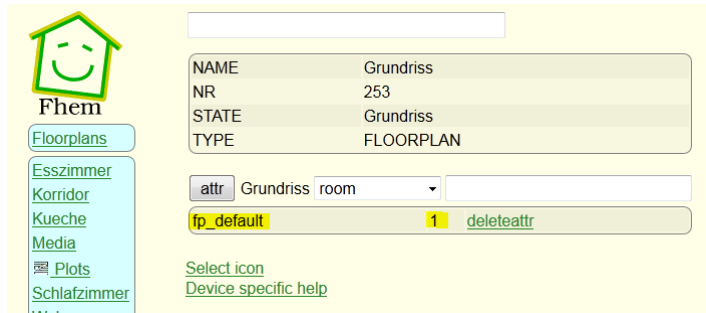 Fhem
Floorplans
Esszimmer
Korridor
Kueche
Media
Plots
Schlafzimmer
NAME Grundriss
NR 253
STATE Grundriss
TYPE FLOORPLAN
attr Grundriss room
fp_default 1 deleteattr
Select icon
Device specific help